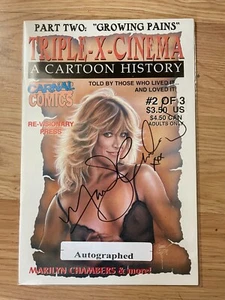 PART TWO: "GROWING PAINS"
TRIPLE-X-CINEMA
A CARTOON HISTORY
CARNAL
COMICS
TOLD BY THOSE WHO LIVED IT
AND LOVED IT!
#2 OF 3
$3.50 US
$4.50 CAN
ADULTS ONLY
RE-VISIONARY
PRESS
Autographed
MARILYN CHAMBERS & more!